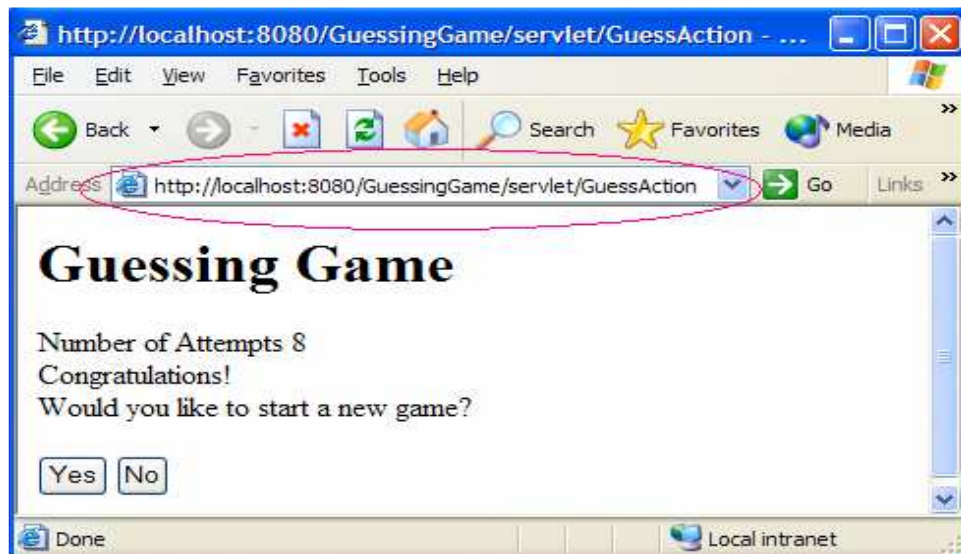 http://localhost:8080/GuessingGame/servlet/GuessAction - ...
File Edit View Favorites Tools Help
Back Search Favorites Media »
Address http://localhost:8080/GuessingGame/servlet/GuessAction Go Links »
Guessing Game
Number of Attempts 8
Congratulations!
Would you like to start a new game?
Yes No
Done Local intranet